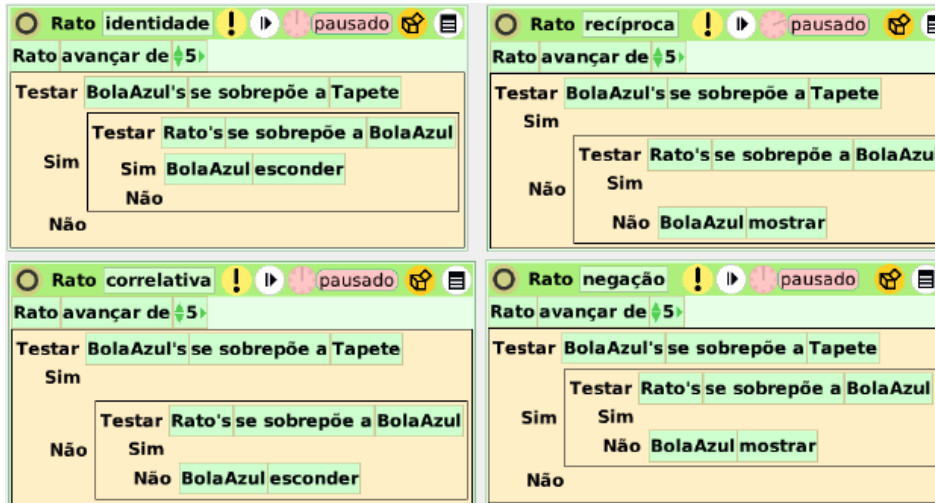 Rato identidade ! pausado
Rato avançar de 5
Testar BolaAzul's se sobrepõe a Tapete
Testar Rato's se sobrepõe a BolaAzul
Sim
Sim BolaAzul esconder
Não
Não
Rato recíproca ! pausado
Rato avançar de 5
Testar BolaAzul's se sobrepõe a Tapete
Sim
Testar Rato's se sobrepõe a BolaAzul
Não
Sim
Não BolaAzul mostrar
Rato correlativa ! pausado
Rato avançar de 5
Testar BolaAzul's se sobrepõe a Tapete
Sim
Testar Rato's se sobrepõe a BolaAzul
Não
Sim
Não BolaAzul esconder
Rato negação ! pausado
Rato avançar de 5
Testar BolaAzul's se sobrepõe a Tapete
Testar Rato's se sobrepõe a BolaAzul
Sim
Sim
Não BolaAzul mostrar
Não